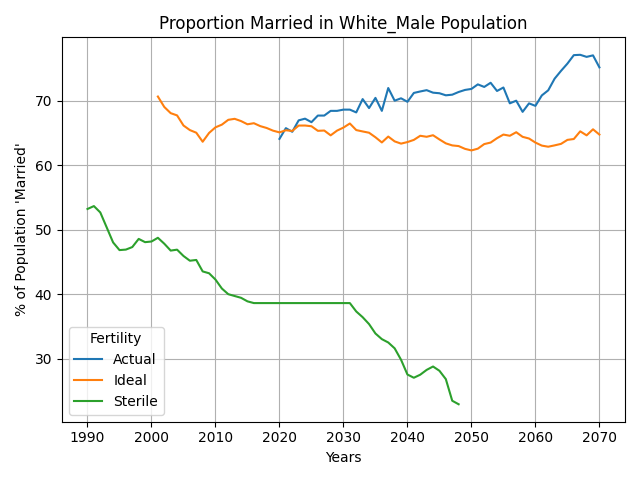 Proportion Married in White_Male Population
% of Population 'Married'
70
60
50
40
30
Fertility
Actual
Ideal
Sterile
1990 2000 2010 2020 2030 2040 2050 2060 2070
Years